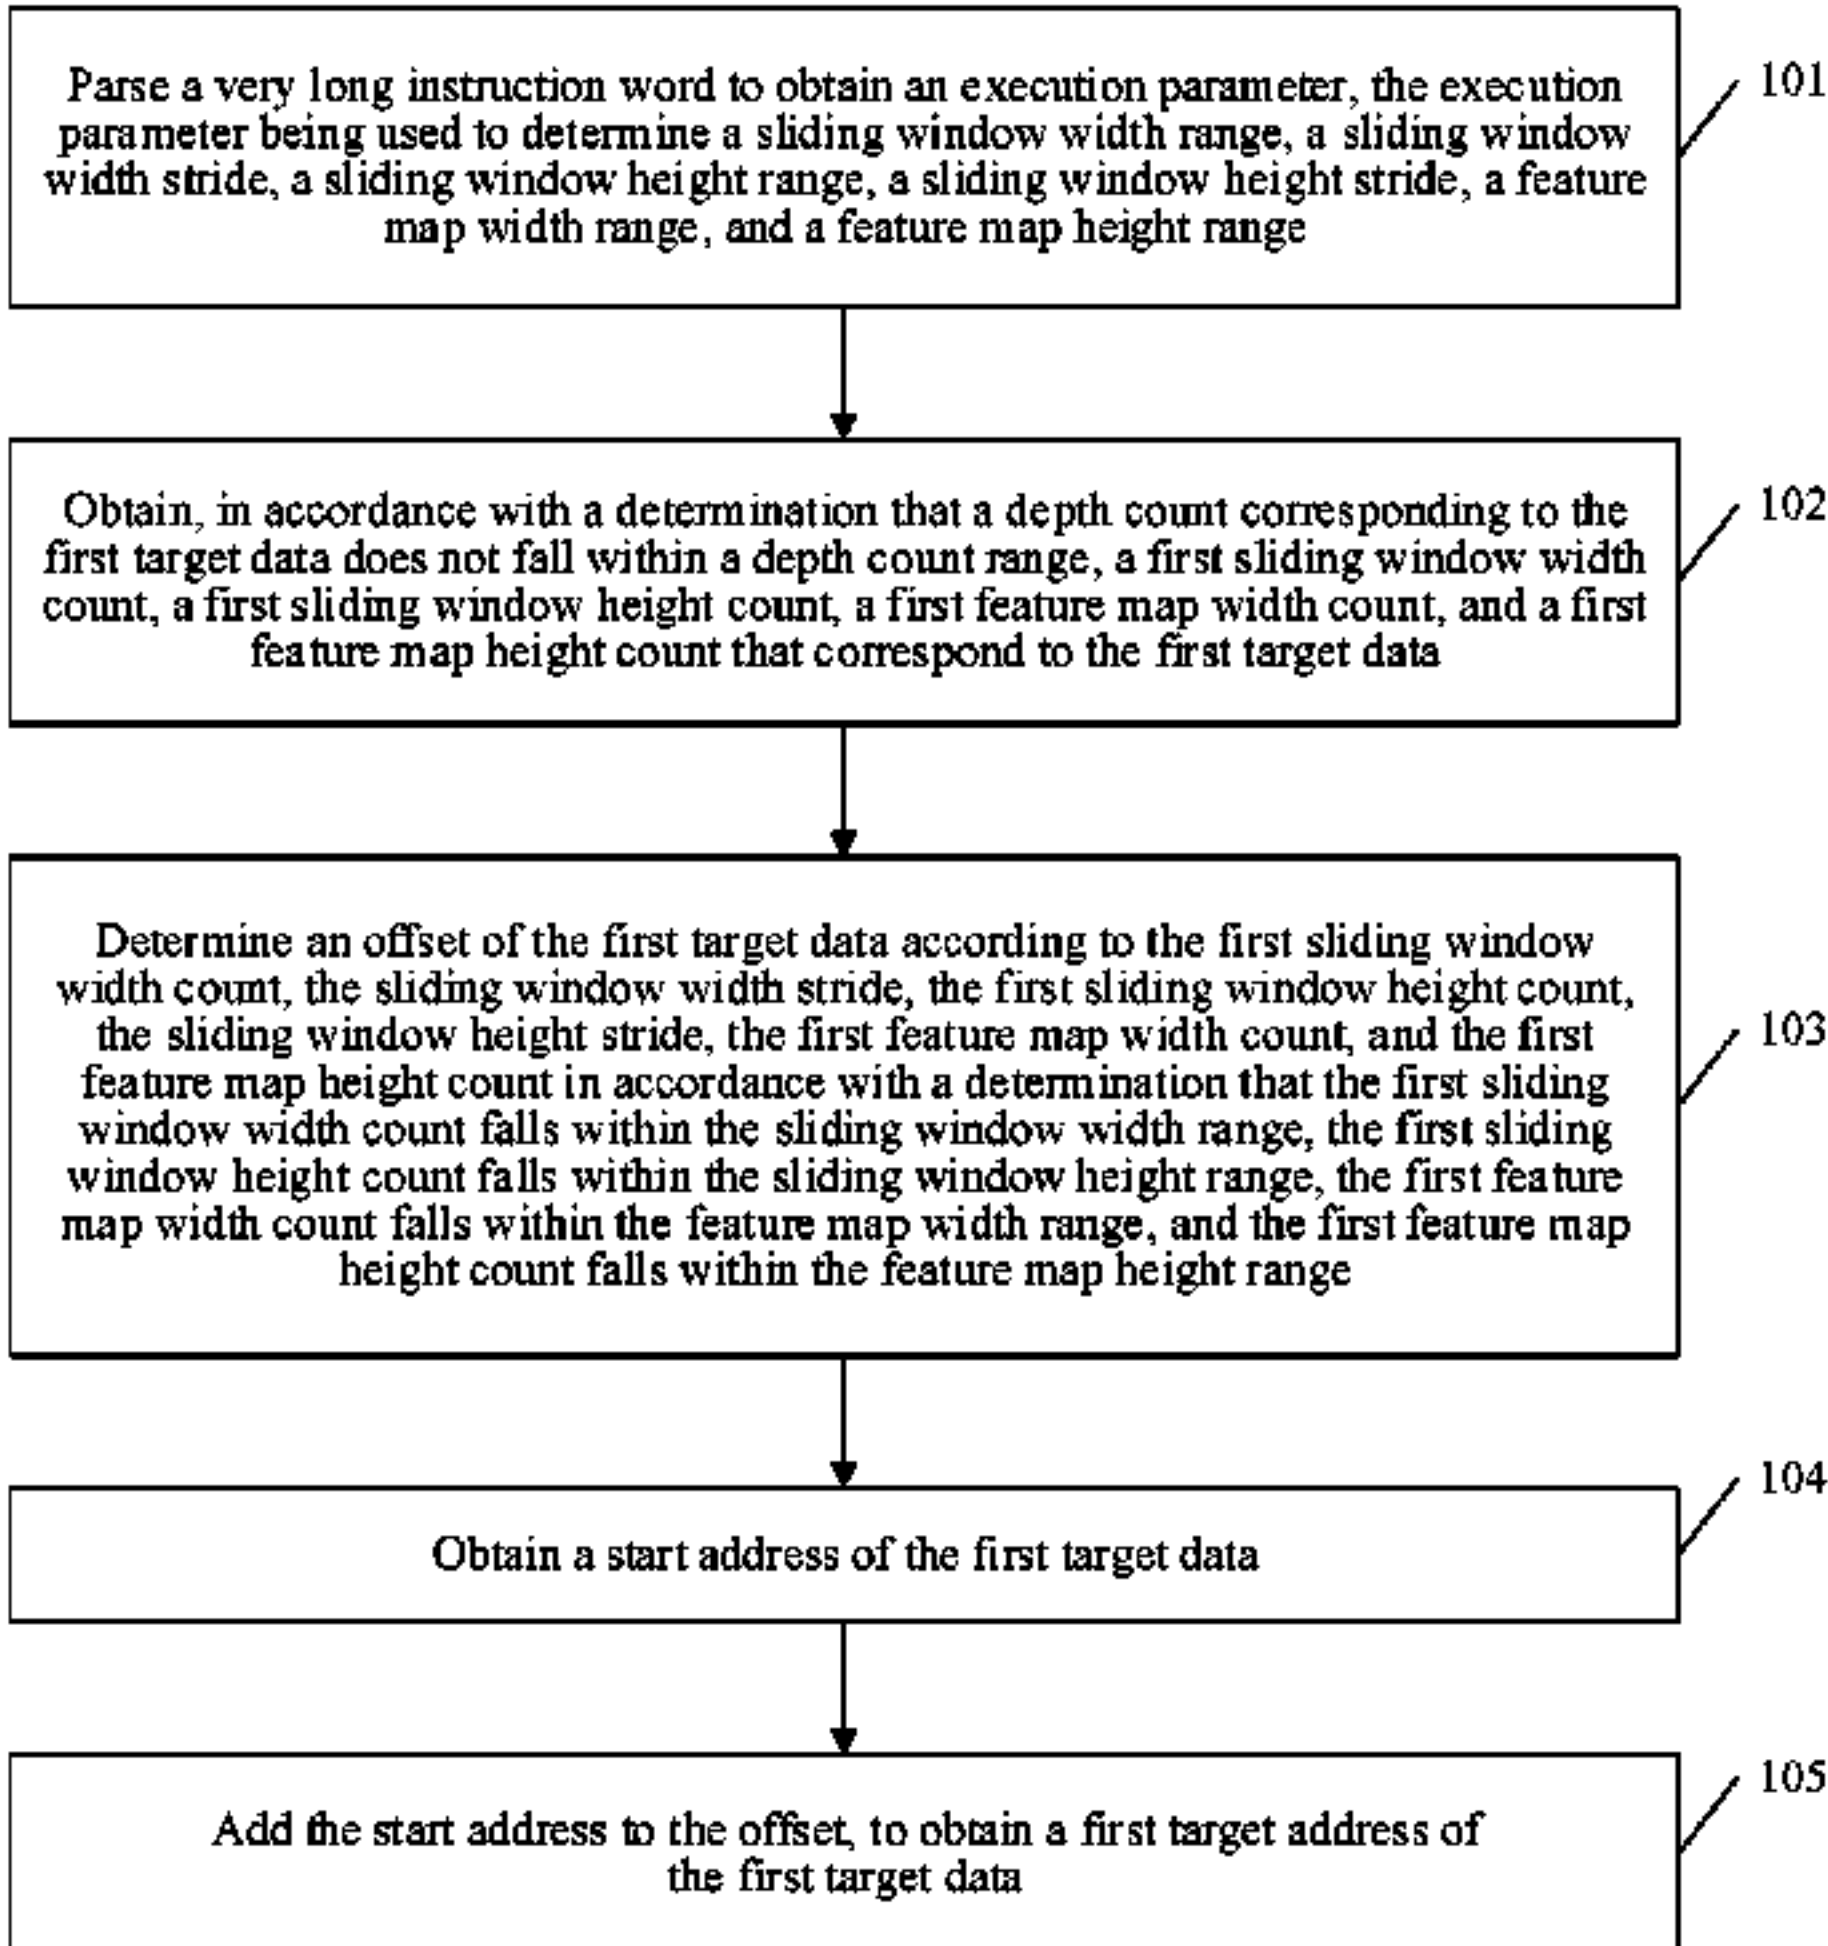 Parse a very long instruction word to obtain an execution parameter, the execution
parameter being used to determine a sliding window width range, a sliding window
width stride, a sliding window height range, a sliding window height stride, a feature
map width range, and a feature map height range
101
Obtain, in accordance with a determination that a depth count corresponding to the
first target data does not fall within a depth count range, a first sliding window width
count, a first sliding window height count, a first feature map width count, and a first
feature map height count that correspond to the first target data
102
Determine an offset of the first target data according to the first sliding window
width count, the sliding window width stride, the first sliding window height count,
the sliding window height stride, the first feature map width count, and the first
feature map height count in accordance with a determination that the first sliding
window width count falls within the sliding window width range, the first sliding
window height count falls within the sliding window height range, the first feature
map width count falls within the feature map width range, and the first feature map
height count falls within the feature map height range
103
Obtain a start address of the first target data
104
Add the start address to the offset, to obtain a first target address of
the first target data
105